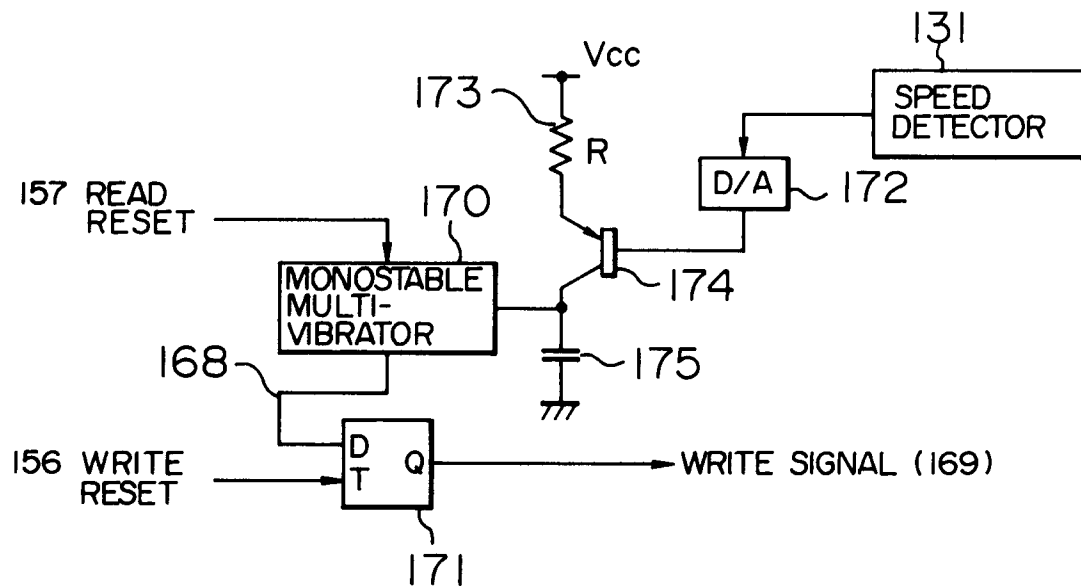 131
Vcc
173
SPEED
DETECTOR
R
D/A
172
157 READ
RESET
170
MONOSTABLE
MULTI-
VIBRATOR
174
175
168
D
T
Q
156 WRITE
RESET
WRITE SIGNAL (169)
171